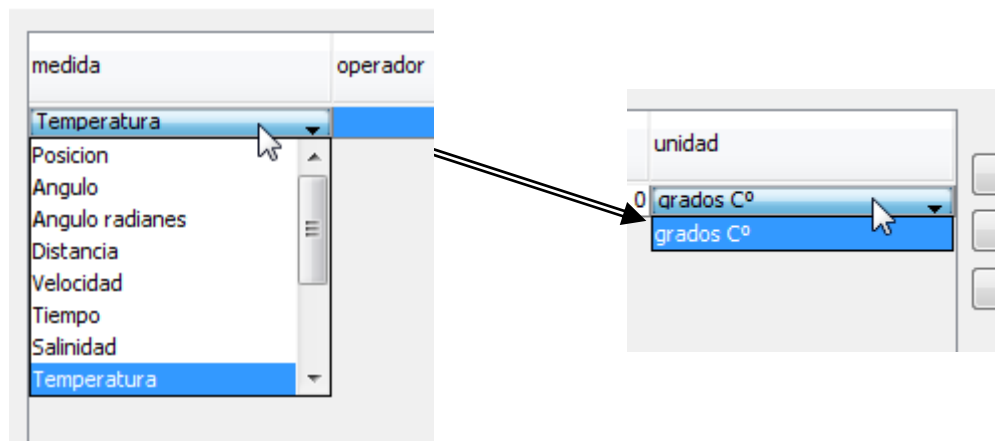 medida operador
Temperatura
Posicion
Angulo
Angulo radianes
Distancia
Velocidad
Tiempo
Salinidad
Temperatura
unidad
0 grados Cº
grados Cº